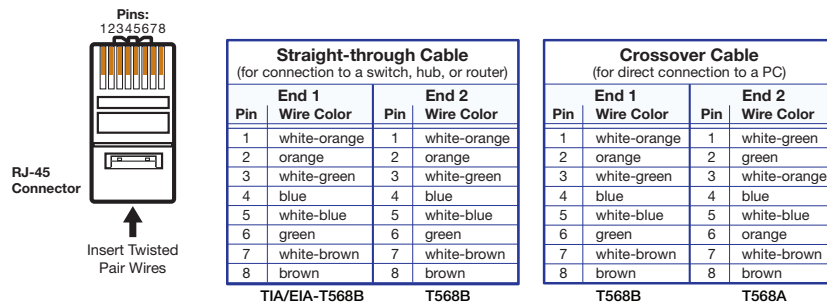 Pins:
12345678
RJ-45
Connector
Insert Twisted
Pair Wires
Straight-through Cable
(for connection to a switch, hub, or router)
End 1 End 2
Pin Wire Color Pin Wire Color
1 white-orange 1 white-orange
2 orange 2 orange
3 white-green 3 white-green
4 blue 4 blue
5 white-blue 5 white-blue
6 green 6 green
7 white-brown 7 white-brown
8 brown 8 brown
TIA/EIA-T568B T568B
Crossover Cable
(for direct connection to a PC)
End 1 End 2
Pin Wire Color Pin Wire Color
1 white-orange 1 white-green
2 orange 2 green
3 white-green 3 white-orange
4 blue 4 blue
5 white-blue 5 white-blue
6 green 6 orange
7 white-brown 7 white-brown
8 brown 8 brown
T568B T568A